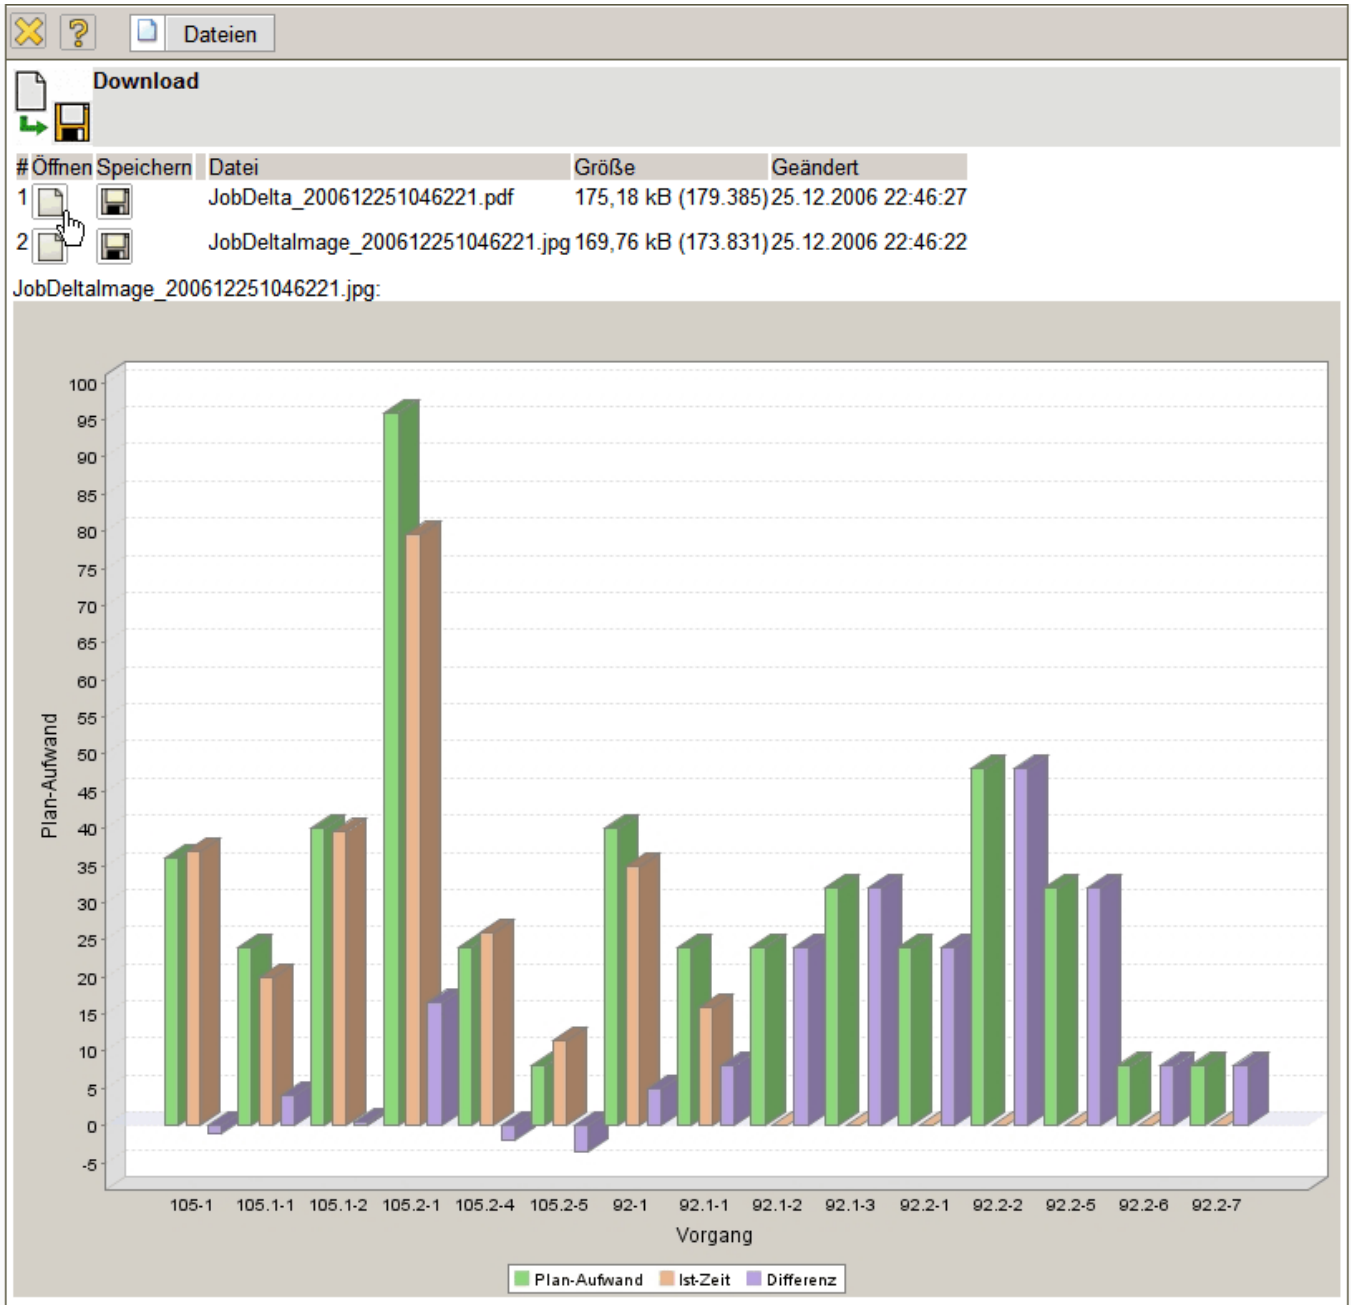 Dateien
Download
# Öffnen Speichern Datei Größe Geändert
1 JobDelta_200612251046221.pdf 175,18 kB (179.385) 25.12.2006 22:46:27
2 JobDeltaImage_200612251046221.jpg 169,76 kB (173.831) 25.12.2006 22:46:22
JobDeltaImage_200612251046221.jpg:
100
95
90
85
80
75
70
65
60
55
50
45
40
35
30
25
20
15
10
5
0
-5
Plan-Aufwand
105-1 105.1-1 105.1-2 105.2-1 105.2-4 105.2-5 92-1 92.1-1 92.1-2 92.1-3 92.2-1 92.2-2 92.2-5 92.2-6 92.2-7
Vorgang
Plan-Aufwand Ist-Zeit Differenz